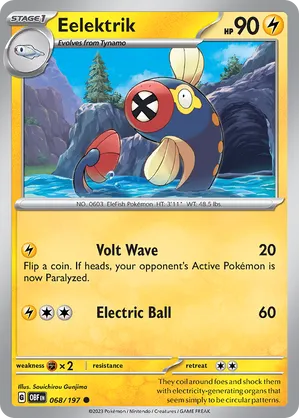 STAGE 1
Eelektrik
HP 90
Evolves from Tynamo
NO. 0603 EleFish Pokémon HT: 3'11" WT: 48.5 lbs.
Volt Wave 20
Flip a coin. If heads, your opponent's Active Pokémon is
now Paralyzed.
Electric Ball 60
weakness ×2 resistance retreat
Illus. Souichirou Gunjima
G OBF EN 068/197
They coil around foes and shock them
with electricity-generating organs that
seem simply to be circular patterns.
©2023 Pokémon / Nintendo / Creatures / GAME FREAK